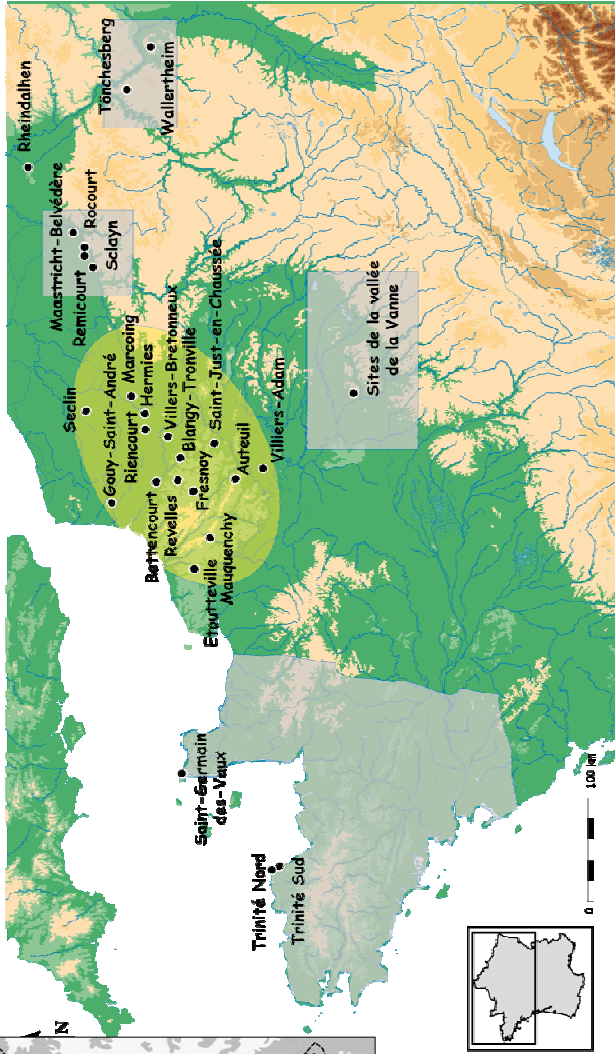 N
Rheindalhen
Maastricht-Belvédère
Remicourt
Rocourt
Sclayn
Tönchesberg
Wallertheim
Seclin
Gouy-Saint-André
Riencourt
Marcoing
Hermies
Villers-Bretonneux
Blangy-Tronville
Saint-Just-en-Chaussee
Bettencourt
Revelles
Fresnoy
Auteuil
Villiers-Adam
Etoutteville
Mauquenchy
Saint-Germain
des-Vaux
Trinité Nord
Trinité Sud
Sites de la vallée
de la Vanne
0
100 km